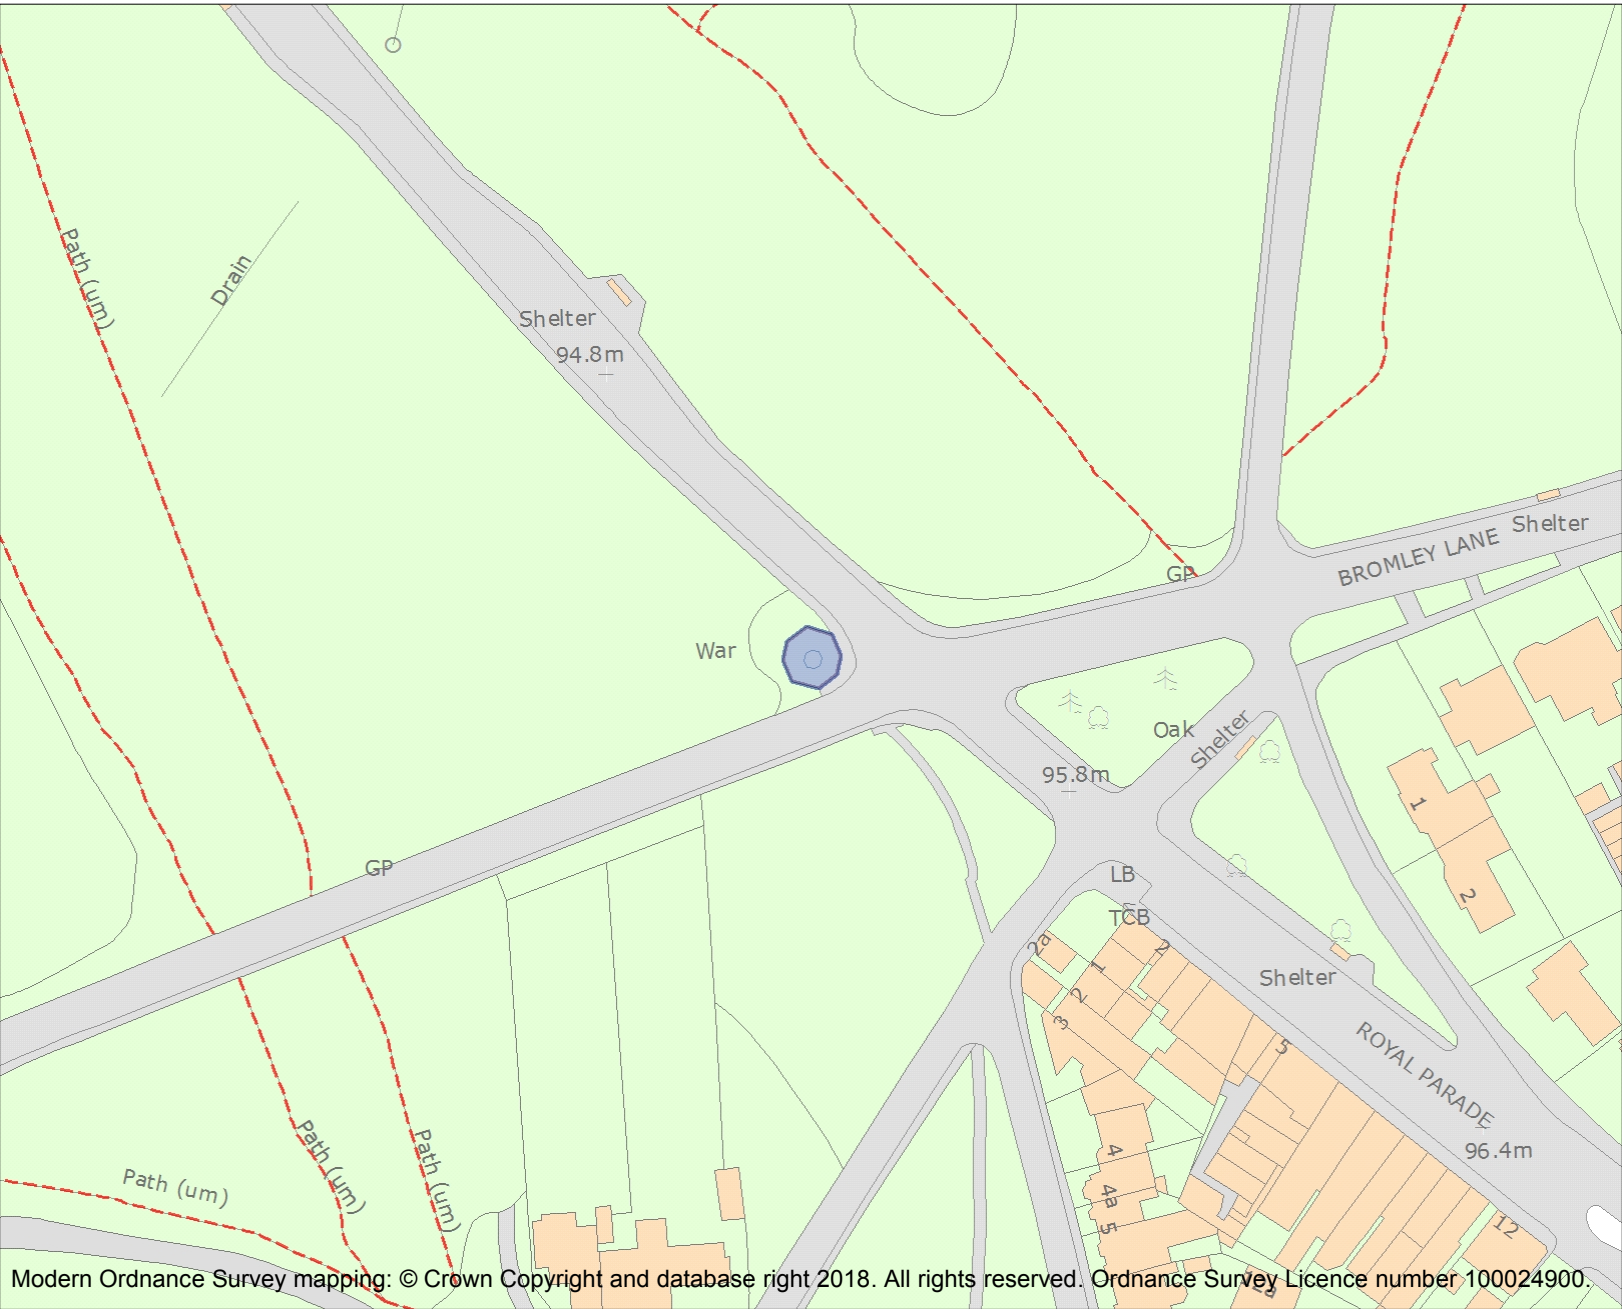 Path (um)
Drain
Shelter
94.8m
BROMLEY LANE
Shelter
GP
War
Oak
Shelter
95.8m
1
GP
LB
TCB
2
2a
2
1
2
3
Shelter
5
ROYAL PARADE
96.4m
Path (um)
Path (um)
Path (um)
4
4a
5
12
Modern Ordnance Survey mapping: © Crown Copyright and database right 2018. All rights reserved. Ordnance Survey Licence number 100024900.